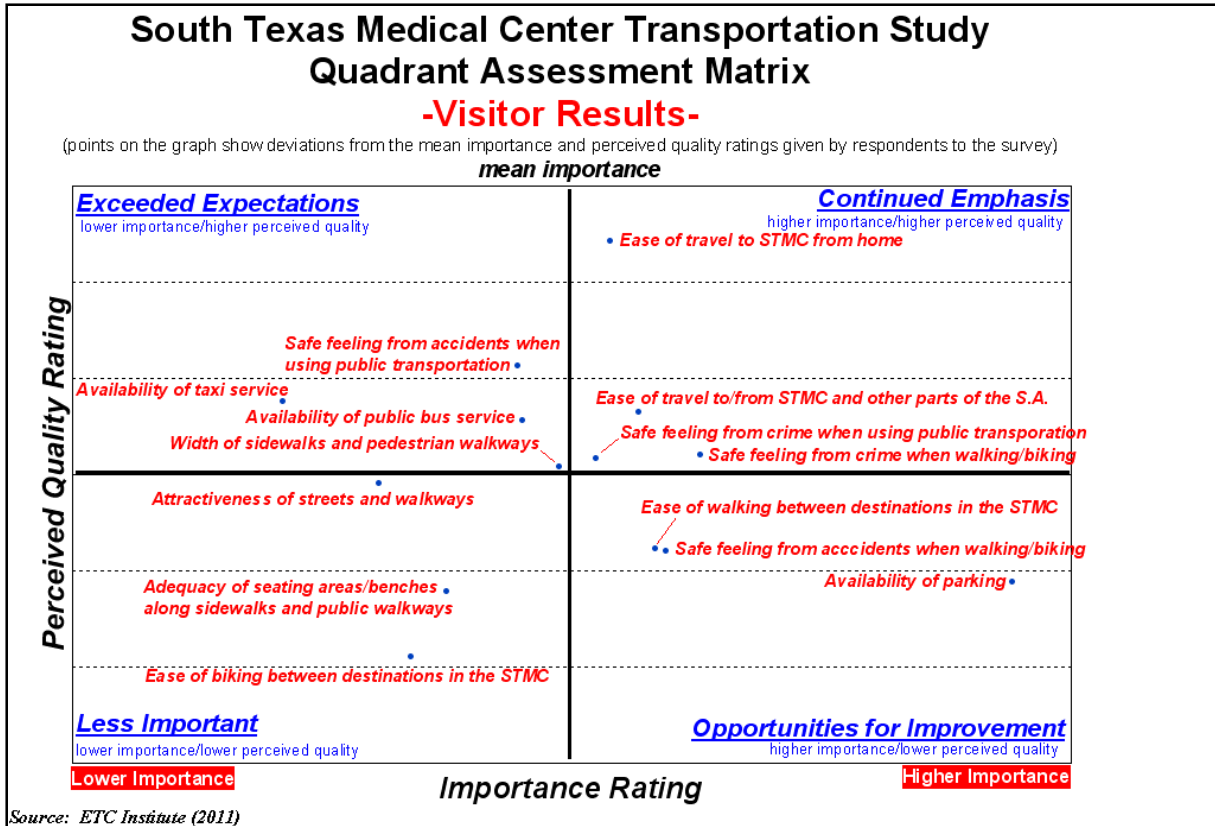 South Texas Medical Center Transportation Study
Quadrant Assessment Matrix
-Visitor Results-
(points on the graph show deviations from the mean importance and perceived quality ratings given by respondents to the survey)
mean importance
Exceeded Expectations
lower importance/higher perceived quality
Continued Emphasis
higher importance/higher perceived quality
Ease of travel to STMC from home
Safe feeling from accidents when
using public transportation
Availability of taxi service
Availability of public bus service
Width of sidewalks and pedestrian walkways
Ease of travel to/from STMC and other parts of the S.A.
Safe feeling from crime when using public transporation
Safe feeling from crime when walking/biking
Attractiveness of streets and walkways
Ease of walking between destinations in the STMC
Safe feeling from acccidents when walking/biking
Availability of parking
Adequacy of seating areas/benches
along sidewalks and public walkways
Ease of biking between destinations in the STMC
Perceived Quality Rating
Less Important
lower importance/lower perceived quality
Opportunities for Improvement
higher importance/lower perceived quality
Lower Importance
Importance Rating
Higher Importance
Source: ETC Institute (2011)